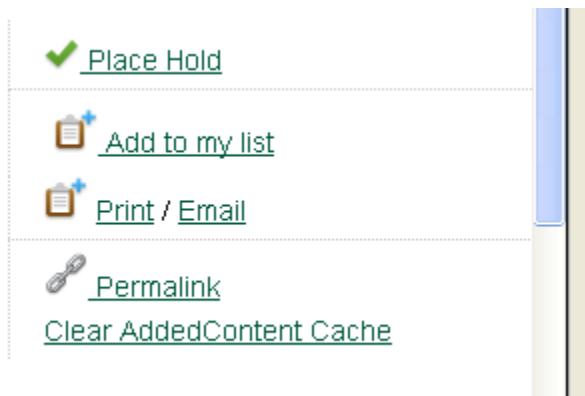 Place Hold
Add to my list
Print / Email
Permalink
Clear AddedContent Cache